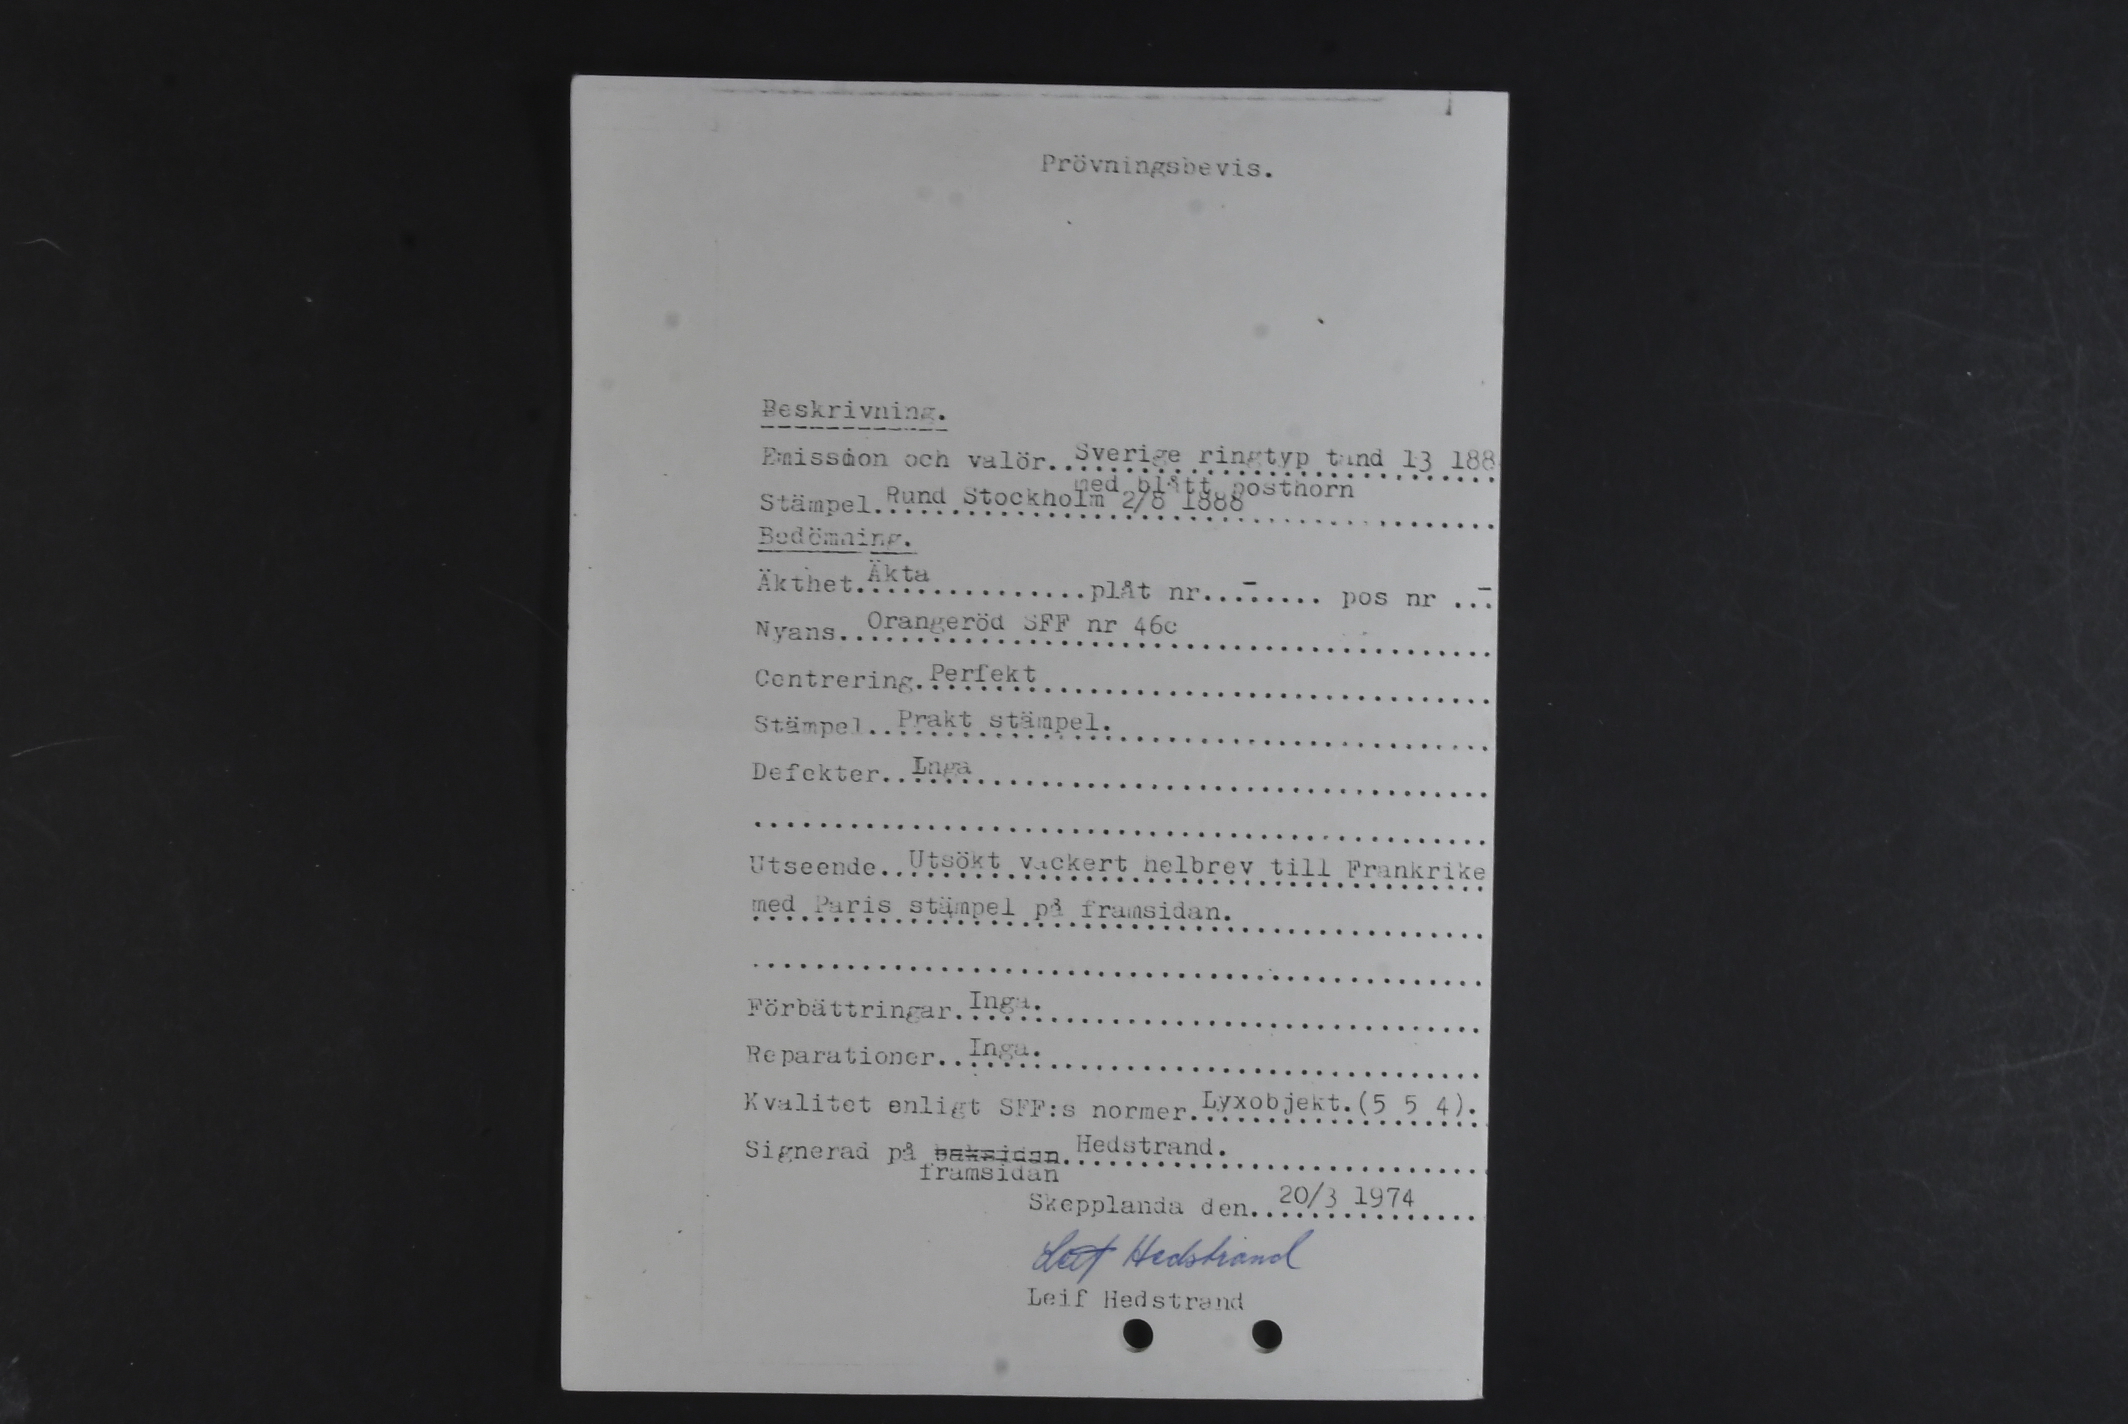 Prövningsbevis.
Beskrivning.
Emission och valör..Sverige ringtyp tand 13 188
med blått posthorn
Stämpel.Rund Stockholm 2/8 1888
Bedömning.
Äkthet.Äkta...............plåt nr..-..... pos nr ..-
Nyans..Orangeröd SFF nr 46c
Centrering.Perfekt
Stämpel..Prakt stämpel.
Defekter..Inga
Utseende..Utsökt vackert helbrev till Frankrike
med Paris stämpel på framsidan.
Förbättringar.Inga.
Reparationer..Inga.
Kvalitet enligt SFF:s normer.Lyxobjekt.(5 5 4).
Signerad på baksidan.Hedstrand.
framsidan
Skepplanda den..20/3 1974
Leif Hedstrand
Leif Hedstrand